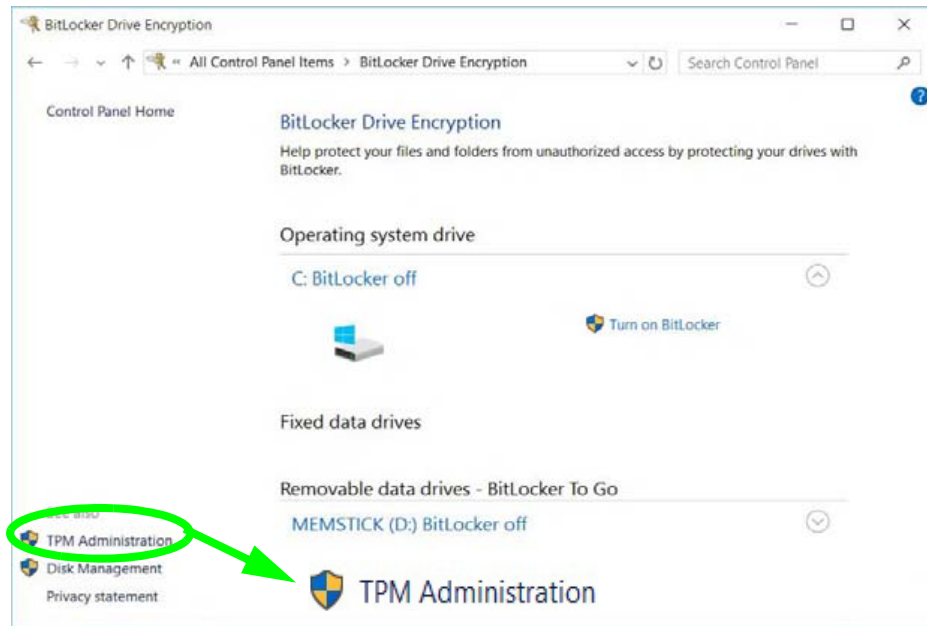 BitLocker Drive Encryption
« All Control Panel Items > BitLocker Drive Encryption
Search Control Panel
?
Control Panel Home
BitLocker Drive Encryption
Help protect your files and folders from unauthorized access by protecting your drives with
BitLocker.
Operating system drive
C: BitLocker off
Turn on BitLocker
Fixed data drives
Removable data drives - BitLocker To Go
MEMSTICK (D:) BitLocker off
See also
TPM Administration
Disk Management
Privacy statement
TPM Administration